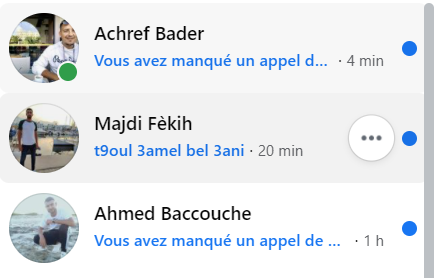 Achref Bader
Vous avez manqué un appel d... · 4 min
Majdi Fèkih
t9oul 3amel bel 3ani · 20 min
Ahmed Baccouche
Vous avez manqué un appel de ... · 1 h